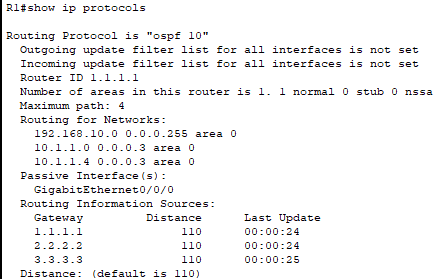 R1#show ip protocols
Routing Protocol is "ospf 10"
Outgoing update filter list for all interfaces is not set
Incoming update filter list for all interfaces is not set
Router ID 1.1.1.1
Number of areas in this router is 1. 1 normal 0 stub 0 nssa
Maximum path: 4
Routing for Networks:
192.168.10.0 0.0.0.255 area 0
10.1.1.0 0.0.0.3 area 0
10.1.1.4 0.0.0.3 area 0
Passive Interface(s):
GigabitEthernet0/0/0
Routing Information Sources:
Gateway Distance Last Update
1.1.1.1 110 00:00:24
2.2.2.2 110 00:00:24
3.3.3.3 110 00:00:25
Distance: (default is 110)